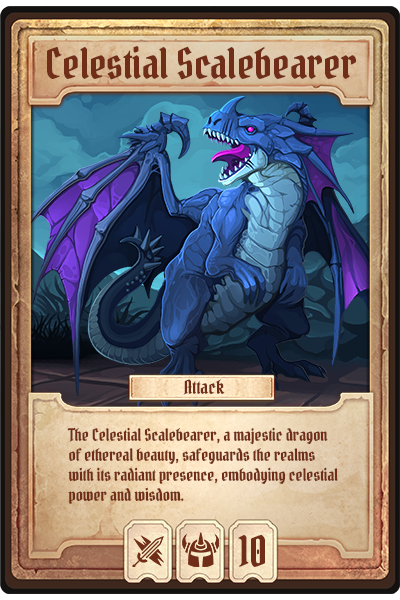 Celestial Scalebearer
Attack
The Celestial Scalebearer, a majestic dragon
of ethereal beauty, safeguards the realms
with its radiant presence, embodying celestial
power and wisdom.
10